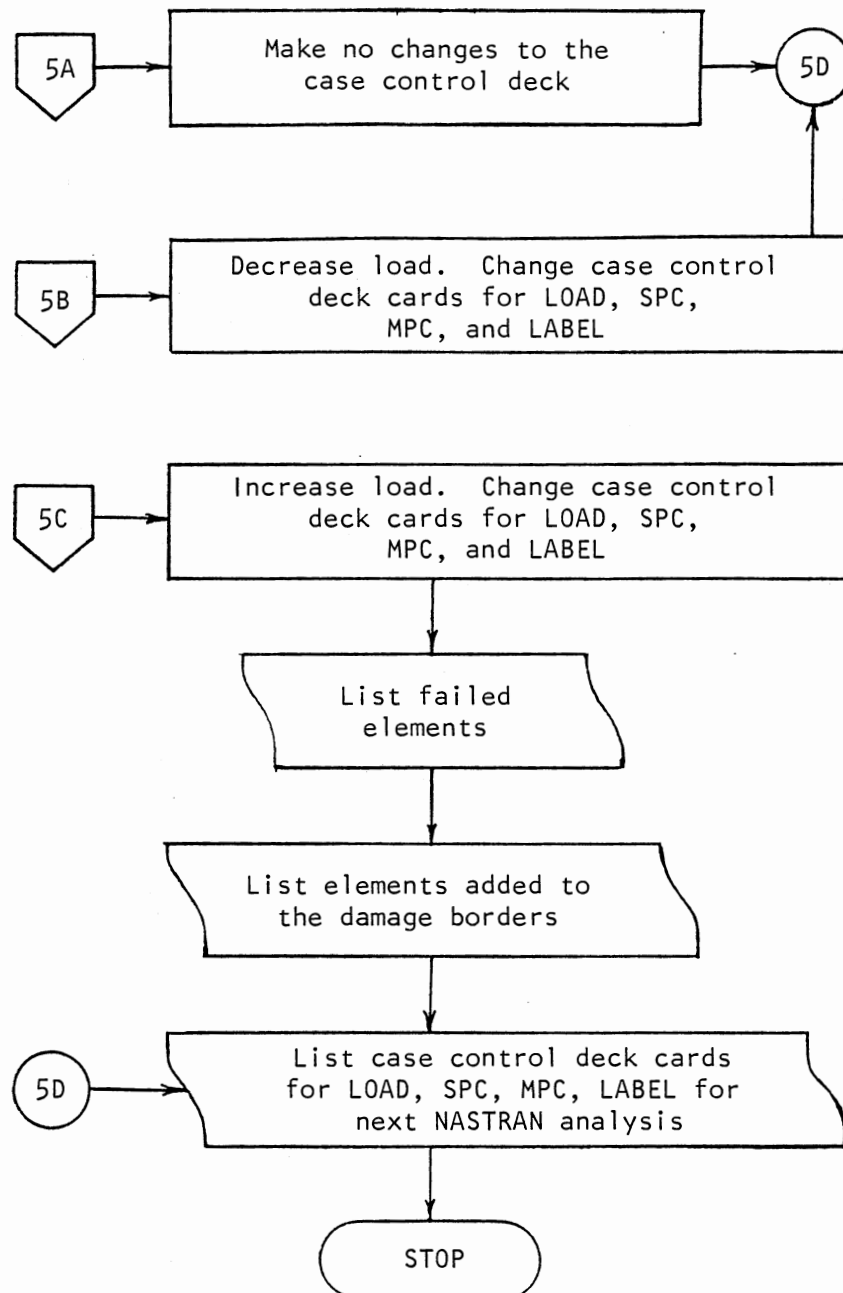 5A
Make no changes to the
case control deck
5D
5B
Decrease load. Change case control
deck cards for LOAD, SPC,
MPC, and LABEL
5C
Increase load. Change case control
deck cards for LOAD, SPC,
MPC, and LABEL
List failed
elements
List elements added to
the damage borders
5D
List case control deck cards
for LOAD, SPC, MPC, LABEL for
next NASTRAN analysis
STOP